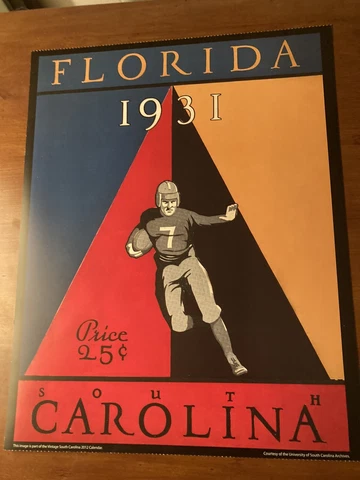 FLORIDA
1931
7
Price
25¢
SOUTH
CAROLINA
This image is part of the Vintage South Carolina 2012 Calendar.
Courtesy of the University of South Carolina Archives.